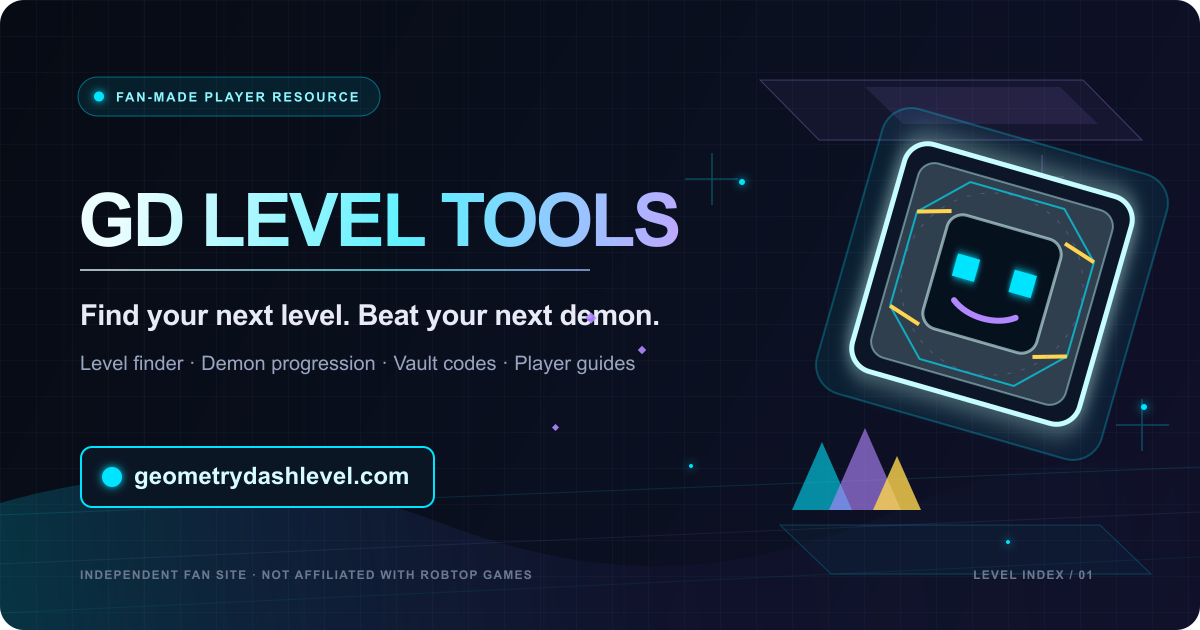 FAN-MADE PLAYER RESOURCE
GD LEVEL TOOLS
Find your next level. Beat your next demon.
Level finder · Demon progression · Vault codes · Player guides
geometrydashlevel.com
INDEPENDENT FAN SITE · NOT AFFILIATED WITH ROBTOP GAMES
LEVEL INDEX / 01